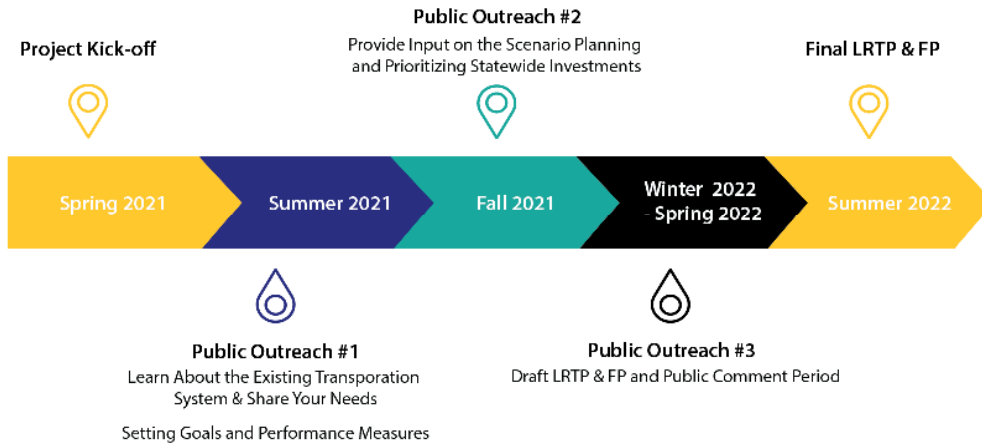 Public Outreach #2
Project Kick-off
Provide Input on the Scenario Planning
and Prioritizing Statewide Investments
Final LRTP & FP
Spring 2021
Summer 2021
Fall 2021
Winter 2022
- Spring 2022
Summer 2022
Public Outreach #1
Learn About the Existing Transporation
System & Share Your Needs
Setting Goals and Performance Measures
Public Outreach #3
Draft LRTP & FP and Public Comment Period